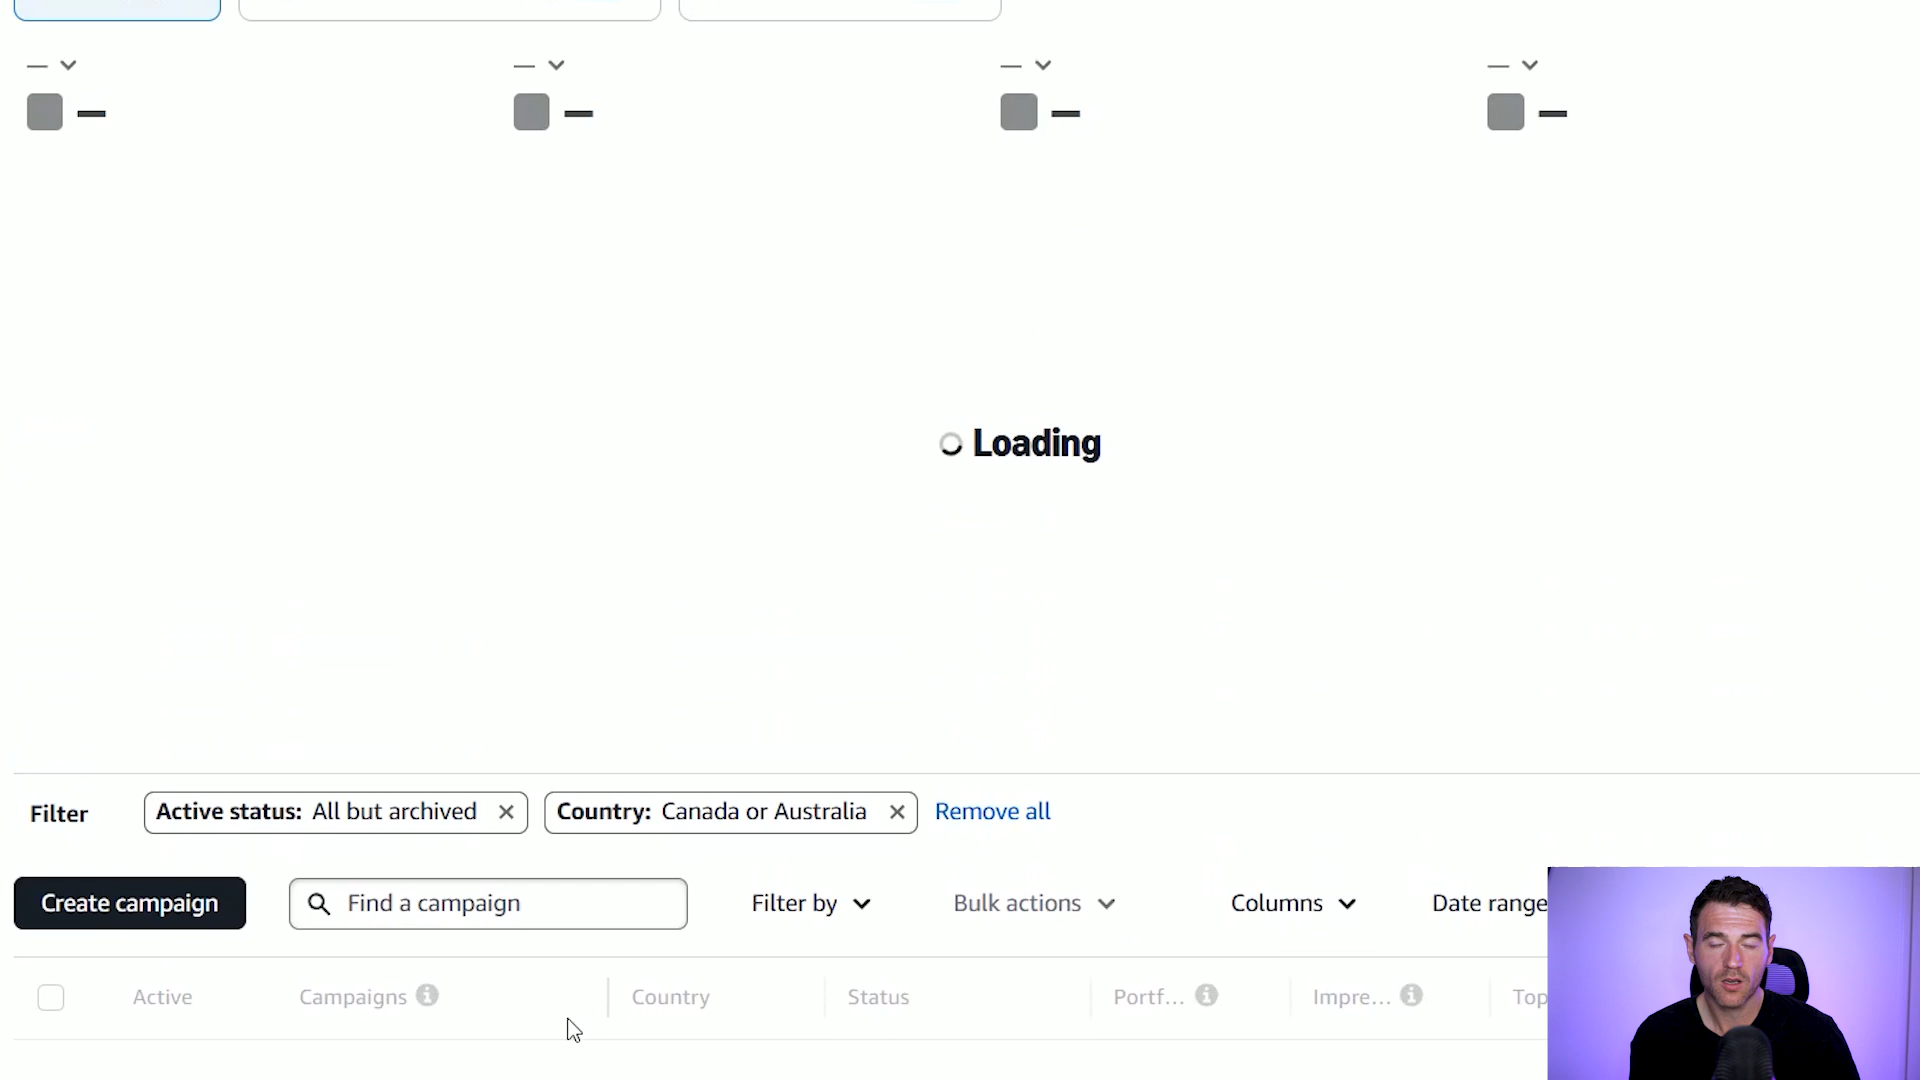 Loading
Filter
Active status: All but archived
Country: Canada or Australia
Remove all
Create campaign
Find a campaign
Filter by
Bulk actions
Columns
Date range
Active
Campaigns
Country
Status
Portf...
Impre...
Top